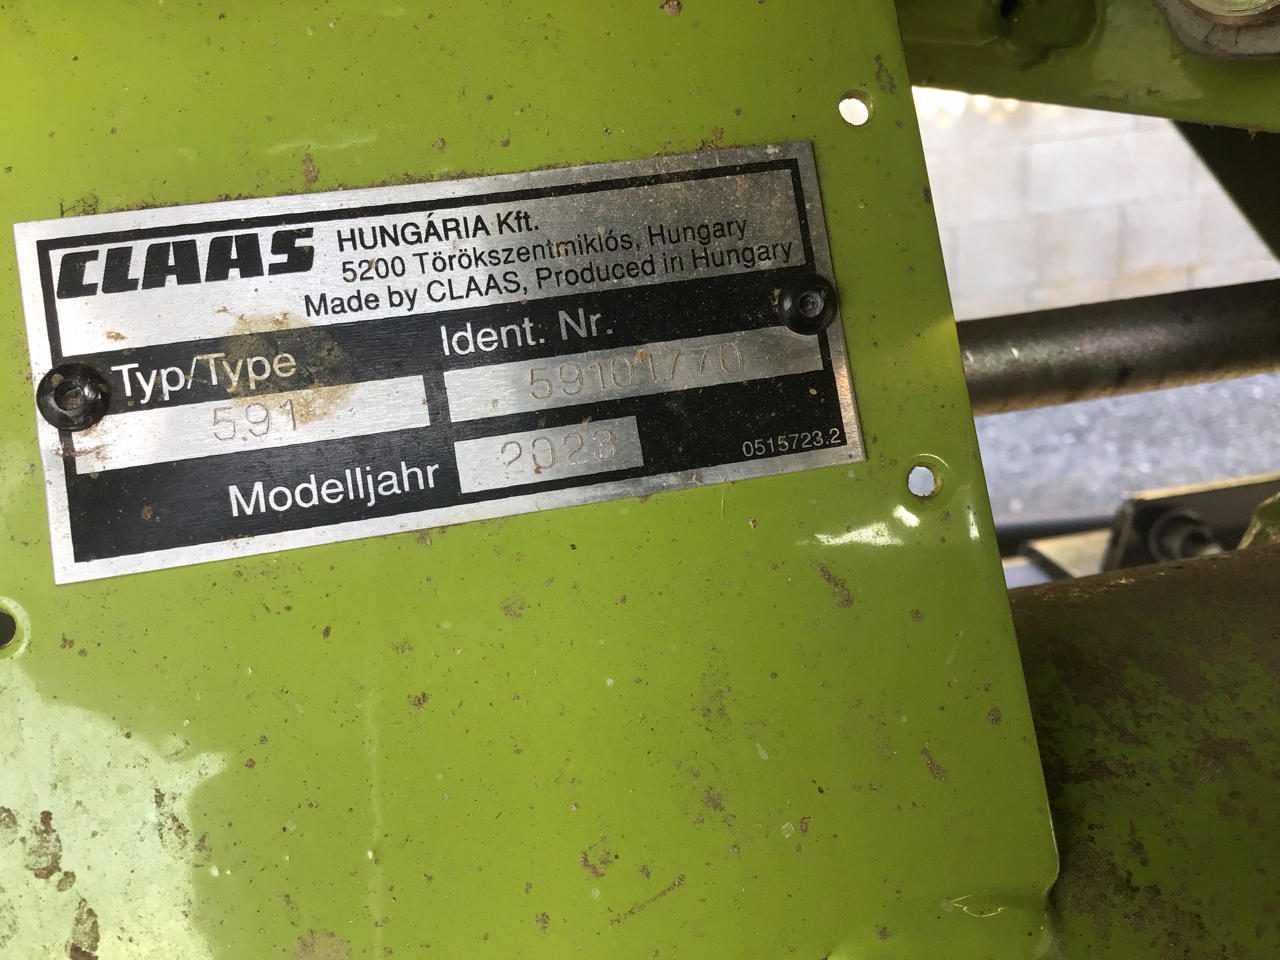 CLAAS
HUNGÁRIA Kft.
5200 Törökszentmiklós, Hungary
Made by CLAAS, Produced in Hungary
Typ/Type
Ident. Nr.
591
59101770
Modelljahr
2023
0515723.2